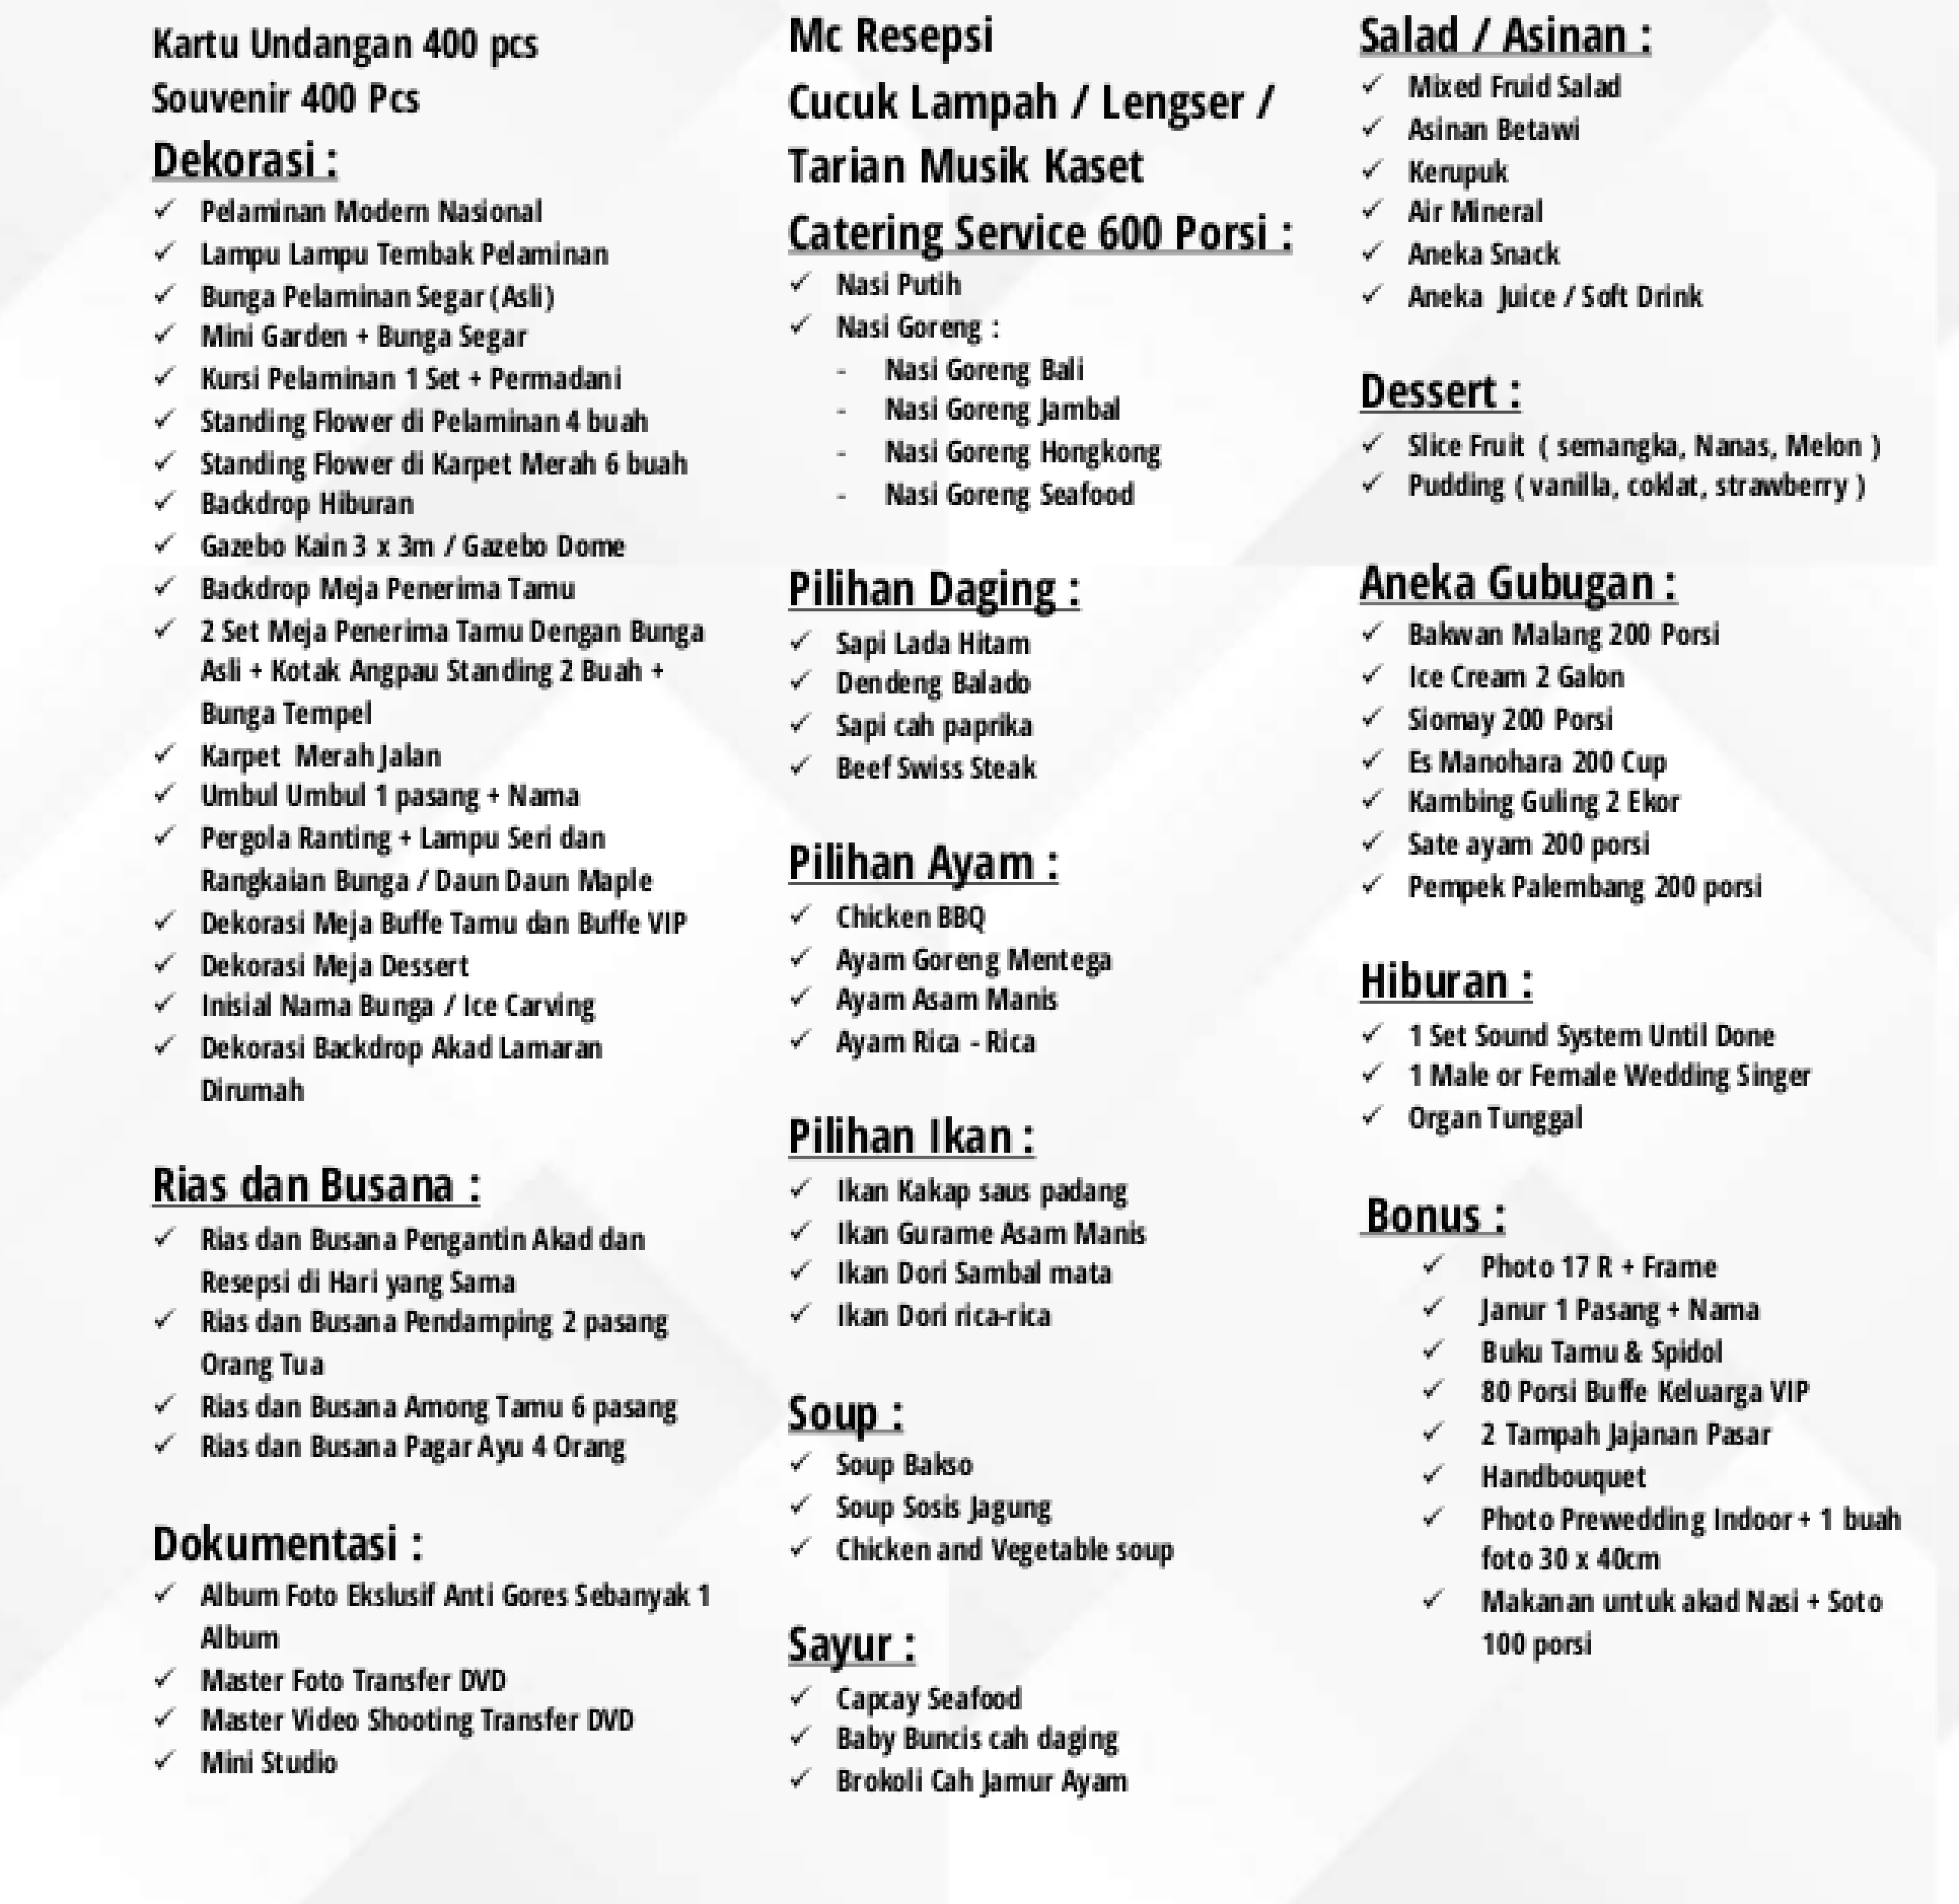 Kartu Undangan 400 pcs
Souvenir 400 Pcs
Dekorasi :
✓ Pelaminan Modern Nasional
✓ Lampu Lampu Tembak Pelaminan
✓ Bunga Pelaminan Segar (Asli)
✓ Mini Garden + Bunga Segar
✓ Kursi Pelaminan 1 Set + Permadani
✓ Standing Flower di Pelaminan 4 buah
✓ Standing Flower di Karpet Merah 6 buah
✓ Backdrop Hiburan
✓ Gazebo Kain 3 x 3m / Gazebo Dome
✓ Backdrop Meja Penerima Tamu
✓ 2 Set Meja Penerima Tamu Dengan Bunga
Asli + Kotak Angpau Standing 2 Buah +
Bunga Tempel
✓ Karpet Merah Jalan
✓ Umbul Umbul 1 pasang + Nama
✓ Pergola Ranting + Lampu Seri dan
Rangkaian Bunga / Daun Daun Maple
✓ Dekorasi Meja Buffe Tamu dan Buffe VIP
✓ Dekorasi Meja Dessert
✓ Inisial Nama Bunga / Ice Carving
✓ Dekorasi Backdrop Akad Lamaran
Dirumah
Rias dan Busana :
✓ Rias dan Busana Pengantin Akad dan
Resepsi di Hari yang Sama
✓ Rias dan Busana Pendamping 2 pasang
Orang Tua
✓ Rias dan Busana Among Tamu 6 pasang
✓ Rias dan Busana Pagar Ayu 4 Orang
Dokumentasi :
✓ Album Foto Ekslusif Anti Gores Sebanyak 1
Album
✓ Master Foto Transfer DVD
✓ Master Video Shooting Transfer DVD
✓ Mini Studio
Mc Resepsi
Cucuk Lampah / Lengser /
Tarian Musik Kaset
Catering Service 600 Porsi :
✓ Nasi Putih
✓ Nasi Goreng :
- Nasi Goreng Bali
- Nasi Goreng Jambal
- Nasi Goreng Hongkong
- Nasi Goreng Seafood
Pilihan Daging :
✓ Sapi Lada Hitam
✓ Dendeng Balado
✓ Sapi cah paprika
✓ Beef Swiss Steak
Pilihan Ayam :
✓ Chicken BBQ
✓ Ayam Goreng Mentega
✓ Ayam Asam Manis
✓ Ayam Rica - Rica
Pilihan Ikan :
✓ Ikan Kakap saus padang
✓ Ikan Gurame Asam Manis
✓ Ikan Dori Sambal mata
✓ Ikan Dori rica-rica
Soup :
✓ Soup Bakso
✓ Soup Sosis Jagung
✓ Chicken and Vegetable soup
Sayur :
✓ Capcay Seafood
✓ Baby Buncis cah daging
✓ Brokoli Cah Jamur Ayam
Salad / Asinan :
✓ Mixed Fruid Salad
✓ Asinan Betawi
✓ Kerupuk
✓ Air Mineral
✓ Aneka Snack
✓ Aneka Juice / Soft Drink
Dessert :
✓ Slice Fruit ( semangka, Nanas, Melon )
✓ Pudding ( vanilla, coklat, strawberry )
Aneka Gubugan :
✓ Bakwan Malang 200 Porsi
✓ Ice Cream 2 Galon
✓ Siomay 200 Porsi
✓ Es Manohara 200 Cup
✓ Kambing Guling 2 Ekor
✓ Sate ayam 200 porsi
✓ Pempek Palembang 200 porsi
Hiburan :
✓ 1 Set Sound System Until Done
✓ 1 Male or Female Wedding Singer
✓ Organ Tunggal
Bonus :
✓ Photo 17 R + Frame
✓ Janur 1 Pasang + Nama
✓ Buku Tamu & Spidol
✓ 80 Porsi Buffe Keluarga VIP
✓ 2 Tampah Jajanan Pasar
✓ Handbouquet
✓ Photo Prewedding Indoor + 1 buah
foto 30 x 40cm
✓ Makanan untuk akad Nasi + Soto
100 porsi